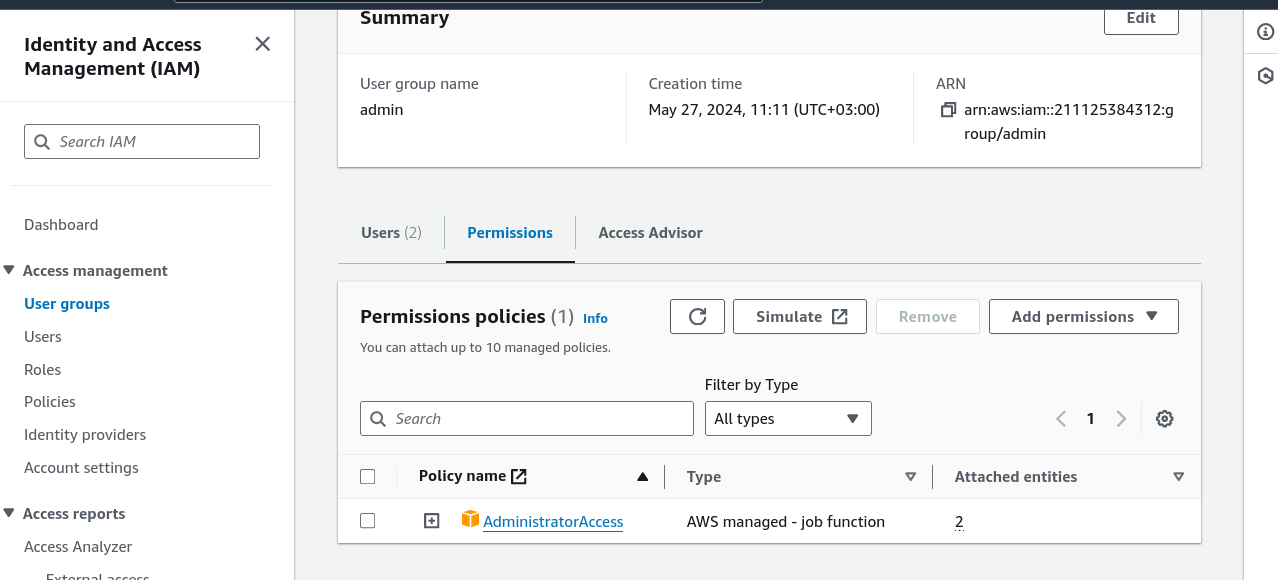 Identity and Access
Management (IAM)
Search IAM
Dashboard
Access management
User groups
Users
Roles
Policies
Identity providers
Account settings
Access reports
Access Analyzer
External access
Summary
Edit
User group name
admin
Creation time
May 27, 2024, 11:11 (UTC+03:00)
ARN
arn:aws:iam::211125384312:g
roup/admin
Users (2)
Permissions
Access Advisor
Permissions policies (1) Info
You can attach up to 10 managed policies.
Simulate
Remove
Add permissions
Filter by Type
Search
All types
1
Policy name
Type
Attached entities
AdministratorAccess
AWS managed - job function
2